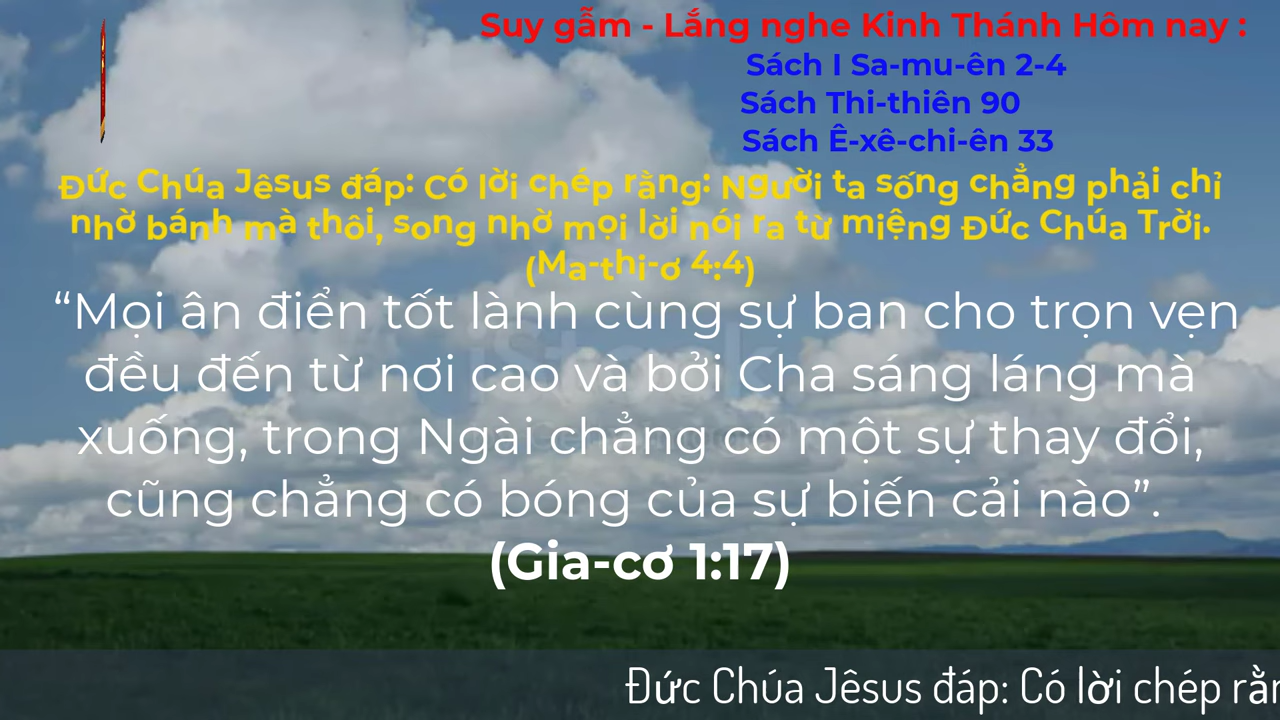 Suy gẫm - Lắng nghe Kinh Thánh Hôm nay :
Sách I Sa-mu-ên 2-4
Sách Thi-thiên 90
Sách Ê-xê-chi-ên 33
Đức Chúa Jêsus đáp: Có lời chép rằng: Người ta sống chẳng phải chỉ
nhờ bánh mà thôi, song nhờ mọi lời nói ra từ miệng Đức Chúa Trời.
(Ma-thi-ơ 4:4)
“Mọi ân điển tốt lành cùng sự ban cho trọn vẹn
đều đến từ nơi cao và bởi Cha sáng láng mà
xuống, trong Ngài chẳng có một sự thay đổi,
cũng chẳng có bóng của sự biến cải nào”.
(Gia-cơ 1:17)
Đức Chúa Jêsus đáp: Có lời chép